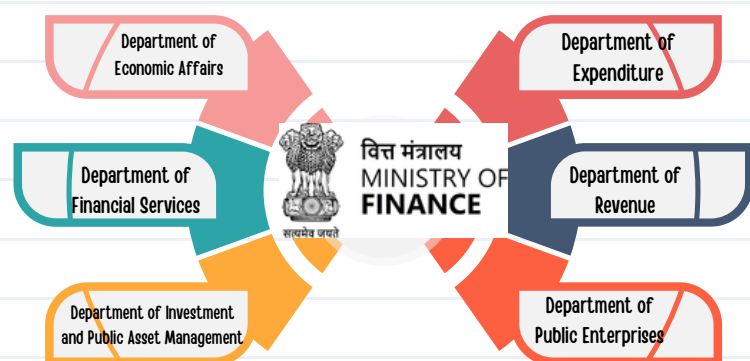 Department of
Economic Affairs
Department of
Expenditure
वित्त मंत्रालय
MINISTRY OF
FINANCE
सत्यमेव जयते
Department of
Financial Services
Department of
Revenue
Department of Investment
and Public Asset Management
Department of
Public Enterprises